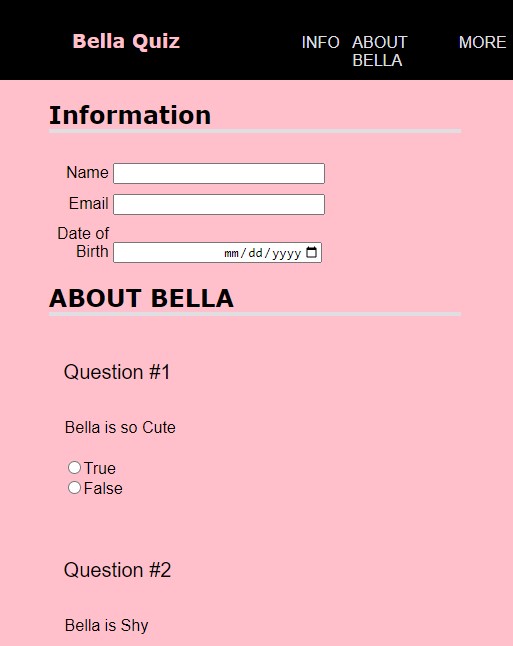 Bella Quiz
INFO ABOUT MORE
BELLA
Information
Name
Email
Date of
Birth
mm/dd/yyyy
ABOUT BELLA
Question #1
Bella is so Cute
True
False
Question #2
Bella is Shy